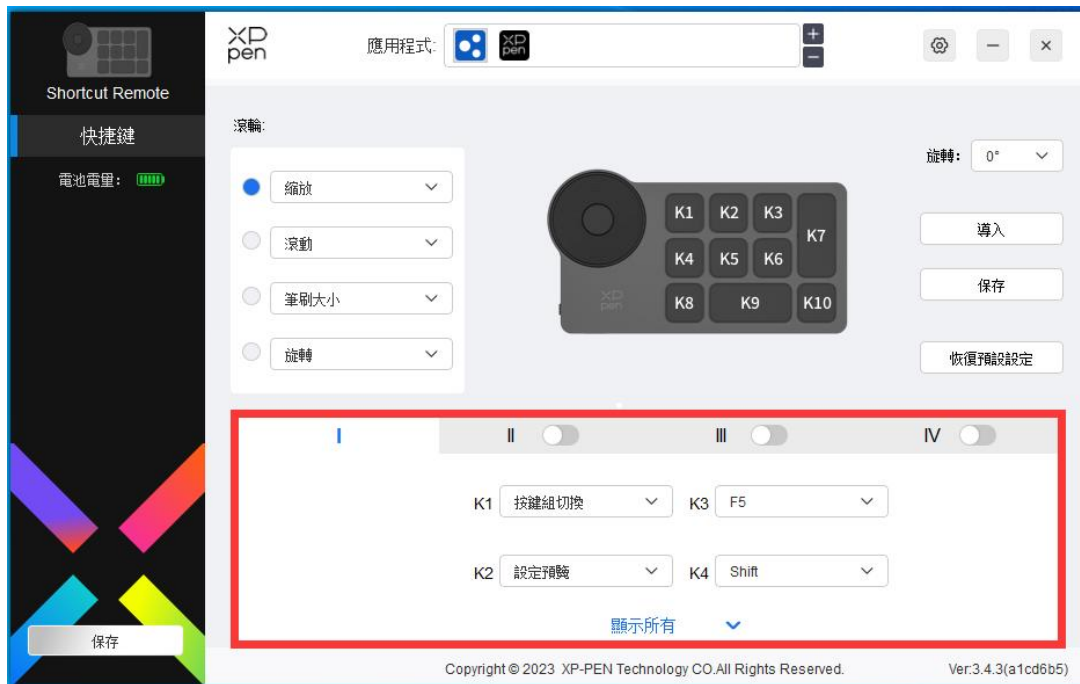 XP
pen
應用程式:
XP
pen
Shortcut Remote
快捷鍵
電池電量：
滾輪:
縮放
滾動
筆刷大小
旋轉
K1 K2 K3
K7
K4 K5 K6
K8 K9 K10
XP
pen
旋轉： 0°
導入
保存
恢復預設設定
I II III IV
K1 按鍵組切換 K3 F5
K2 設定預覽 K4 Shift
顯示所有
保存
Copyright © 2023 XP-PEN Technology CO.All Rights Reserved. Ver:3.4.3(a1cd6b5)